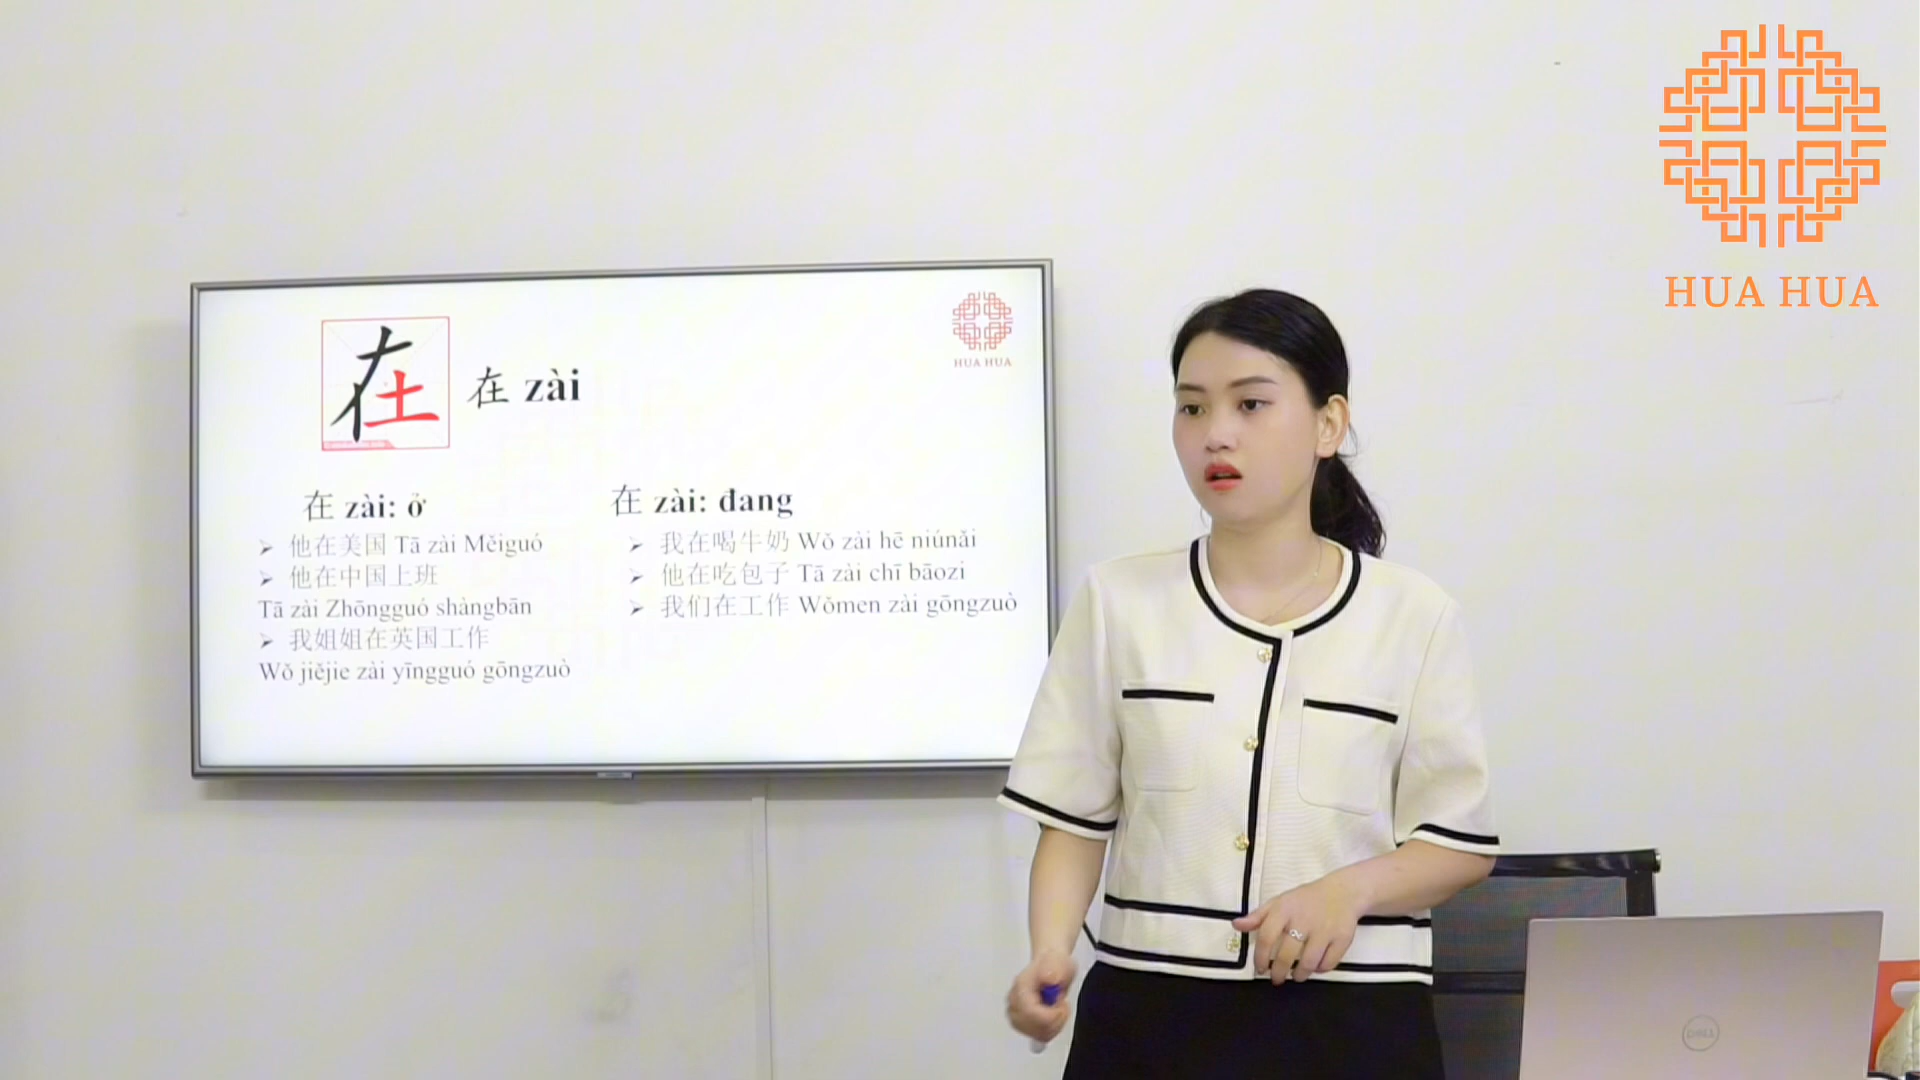 HUA HUA
HUA HUA
在
在 zài
在 zài: ở
➢ 他在美国 Tā zài Měiguó
➢ 他在中国上班
Tā zài Zhōngguó shàngbān
➢ 我姐姐在英国工作
Wǒ jiějie zài yīngguó gōngzuò
在 zài: đang
➢ 我在喝牛奶 Wǒ zài hē niúnǎi
➢ 他在吃包子 Tā zài chī bāozi
➢ 我们在工作 Wǒmen zài gōngzuò
DELL